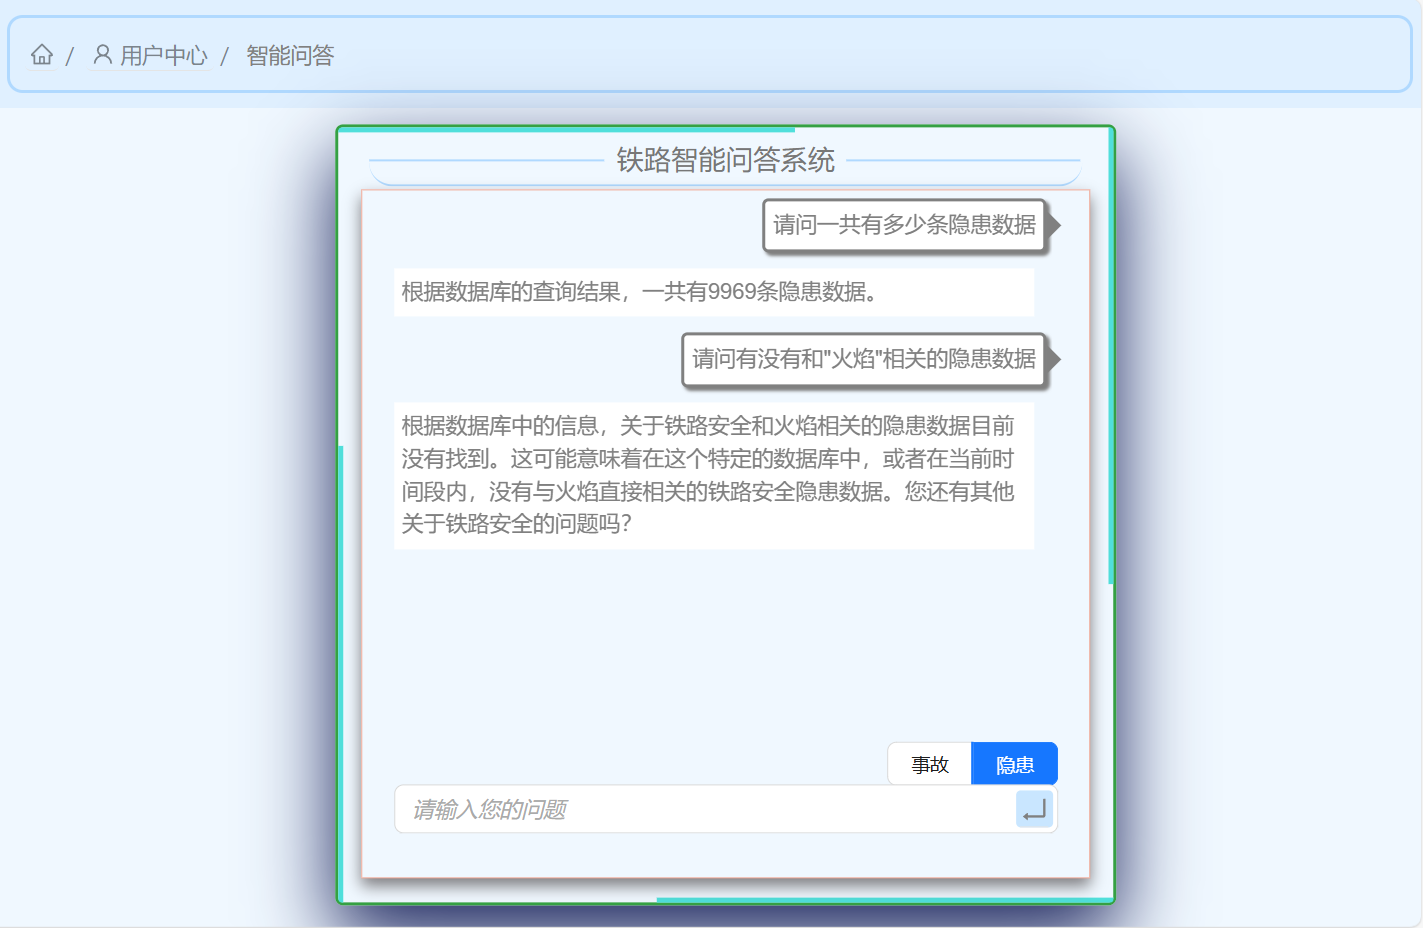 / 用户中心 / 智能问答
铁路智能问答系统
请问一共有多少条隐患数据
根据数据库的查询结果，一共有9969条隐患数据。
请问有没有和"火焰"相关的隐患数据
根据数据库中的信息，关于铁路安全和火焰相关的隐患数据目前
没有找到。这可能意味着在这个特定的数据库中，或者在当前时
间段内，没有与火焰直接相关的铁路安全隐患数据。您还有其他
关于铁路安全的问题吗？
事故 隐患
请输入您的问题